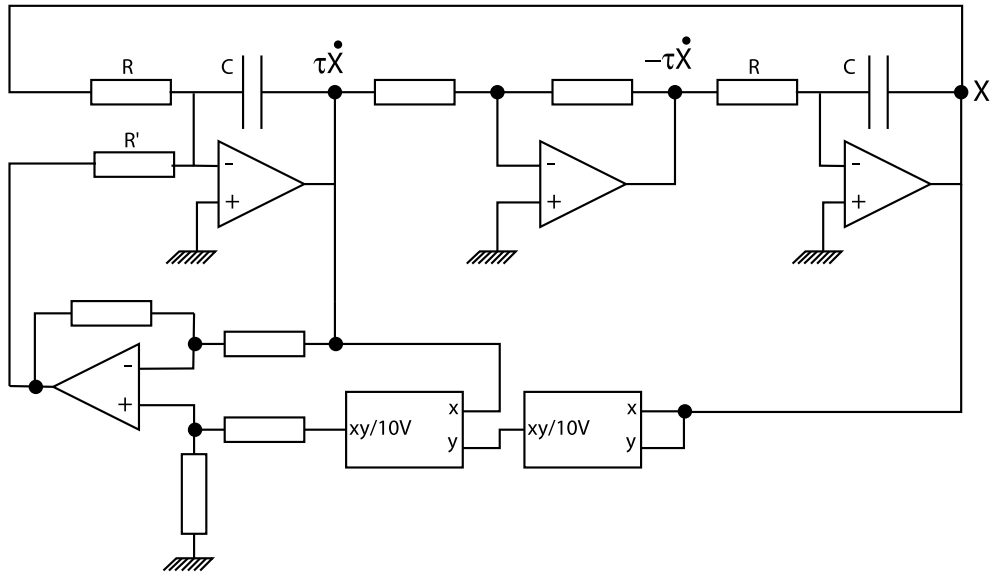 R
C
τẊ
−τẊ
R
C
X
R'
-
+
-
+
-
+
-
+
x
xy/10V
y
x
xy/10V
y